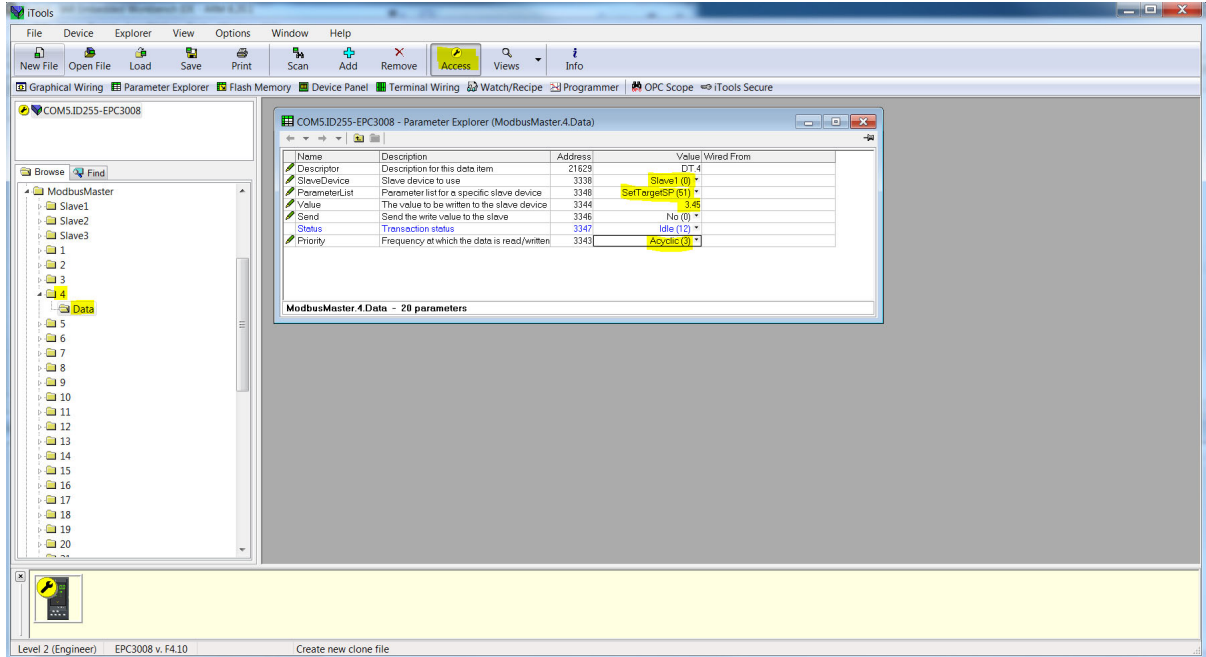 iTools
File Device Explorer View Options Window Help
New File Open File Load Save Print Scan Add Remove Access Views Info
Graphical Wiring Parameter Explorer Flash Memory Device Panel Terminal Wiring Watch/Recipe Programmer OPC Scope iTools Secure
COM5.ID255-EPC3008
Browse Find
ModbusMaster
Slave1
Slave2
Slave3
1
2
3
4
Data
5
6
7
8
9
10
11
12
13
14
15
16
17
18
19
20
COM5.ID255-EPC3008 - Parameter Explorer (ModbusMaster.4.Data)
Name Description Address Value Wired From
Descriptor Description for this data item 21629 DT.4
SlaveDevice Slave device to use 3338 Slave1 (0)
ParameterList Parameter list for a specific slave device 3348 SetTargetSP (51)
Value The value to be written to the slave device 3344 3.45
Send Send the write value to the slave 3346 No (0)
Status Transaction status 3347 Idle (12)
Priority Frequency at which the data is read/written 3343 Acyclic (3)
ModbusMaster.4.Data - 20 parameters
Level 2 (Engineer) EPC3008 v. F4.10 Create new clone file